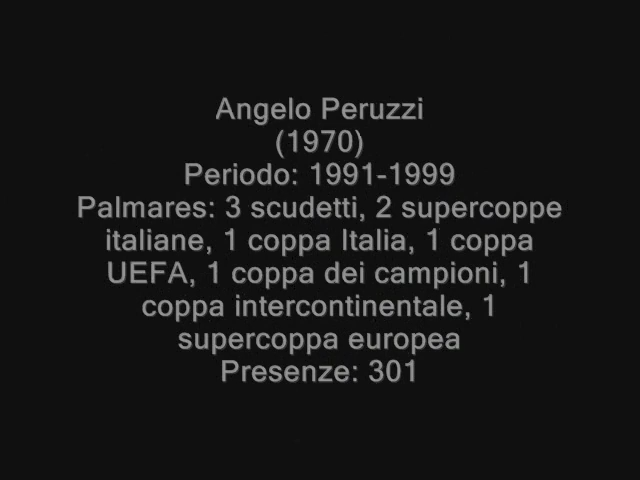 Angelo Peruzzi
(1970)
Periodo: 1991-1999
Palmares: 3 scudetti, 2 supercoppe
italiane, 1 coppa Italia, 1 coppa
UEFA, 1 coppa dei campioni, 1
coppa intercontinentale, 1
supercoppa europea
Presenze: 301